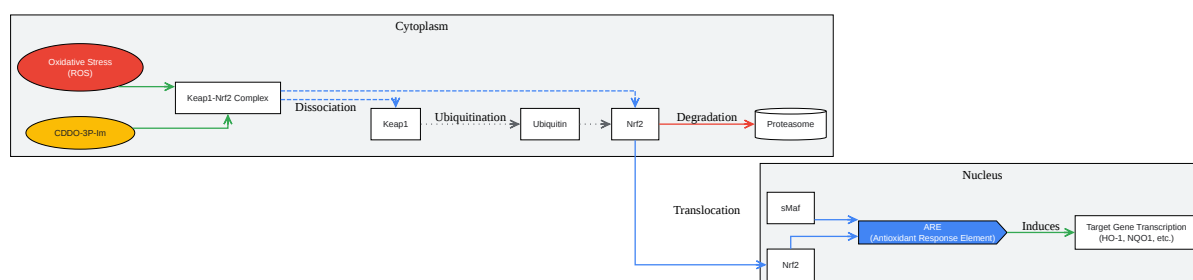 Cytoplasm
Oxidative Stress
(ROS)
Keap1-Nrf2 Complex
Dissociation
CDDO-3P-Im
Keap1
Ubiquitination
Ubiquitin
Nrf2
Degradation
Proteasome
Nucleus
Translocation
sMaf
ARE
(Antioxidant Response Element)
Induces
Target Gene Transcription
(HO-1, NQO1, etc.)
Nrf2